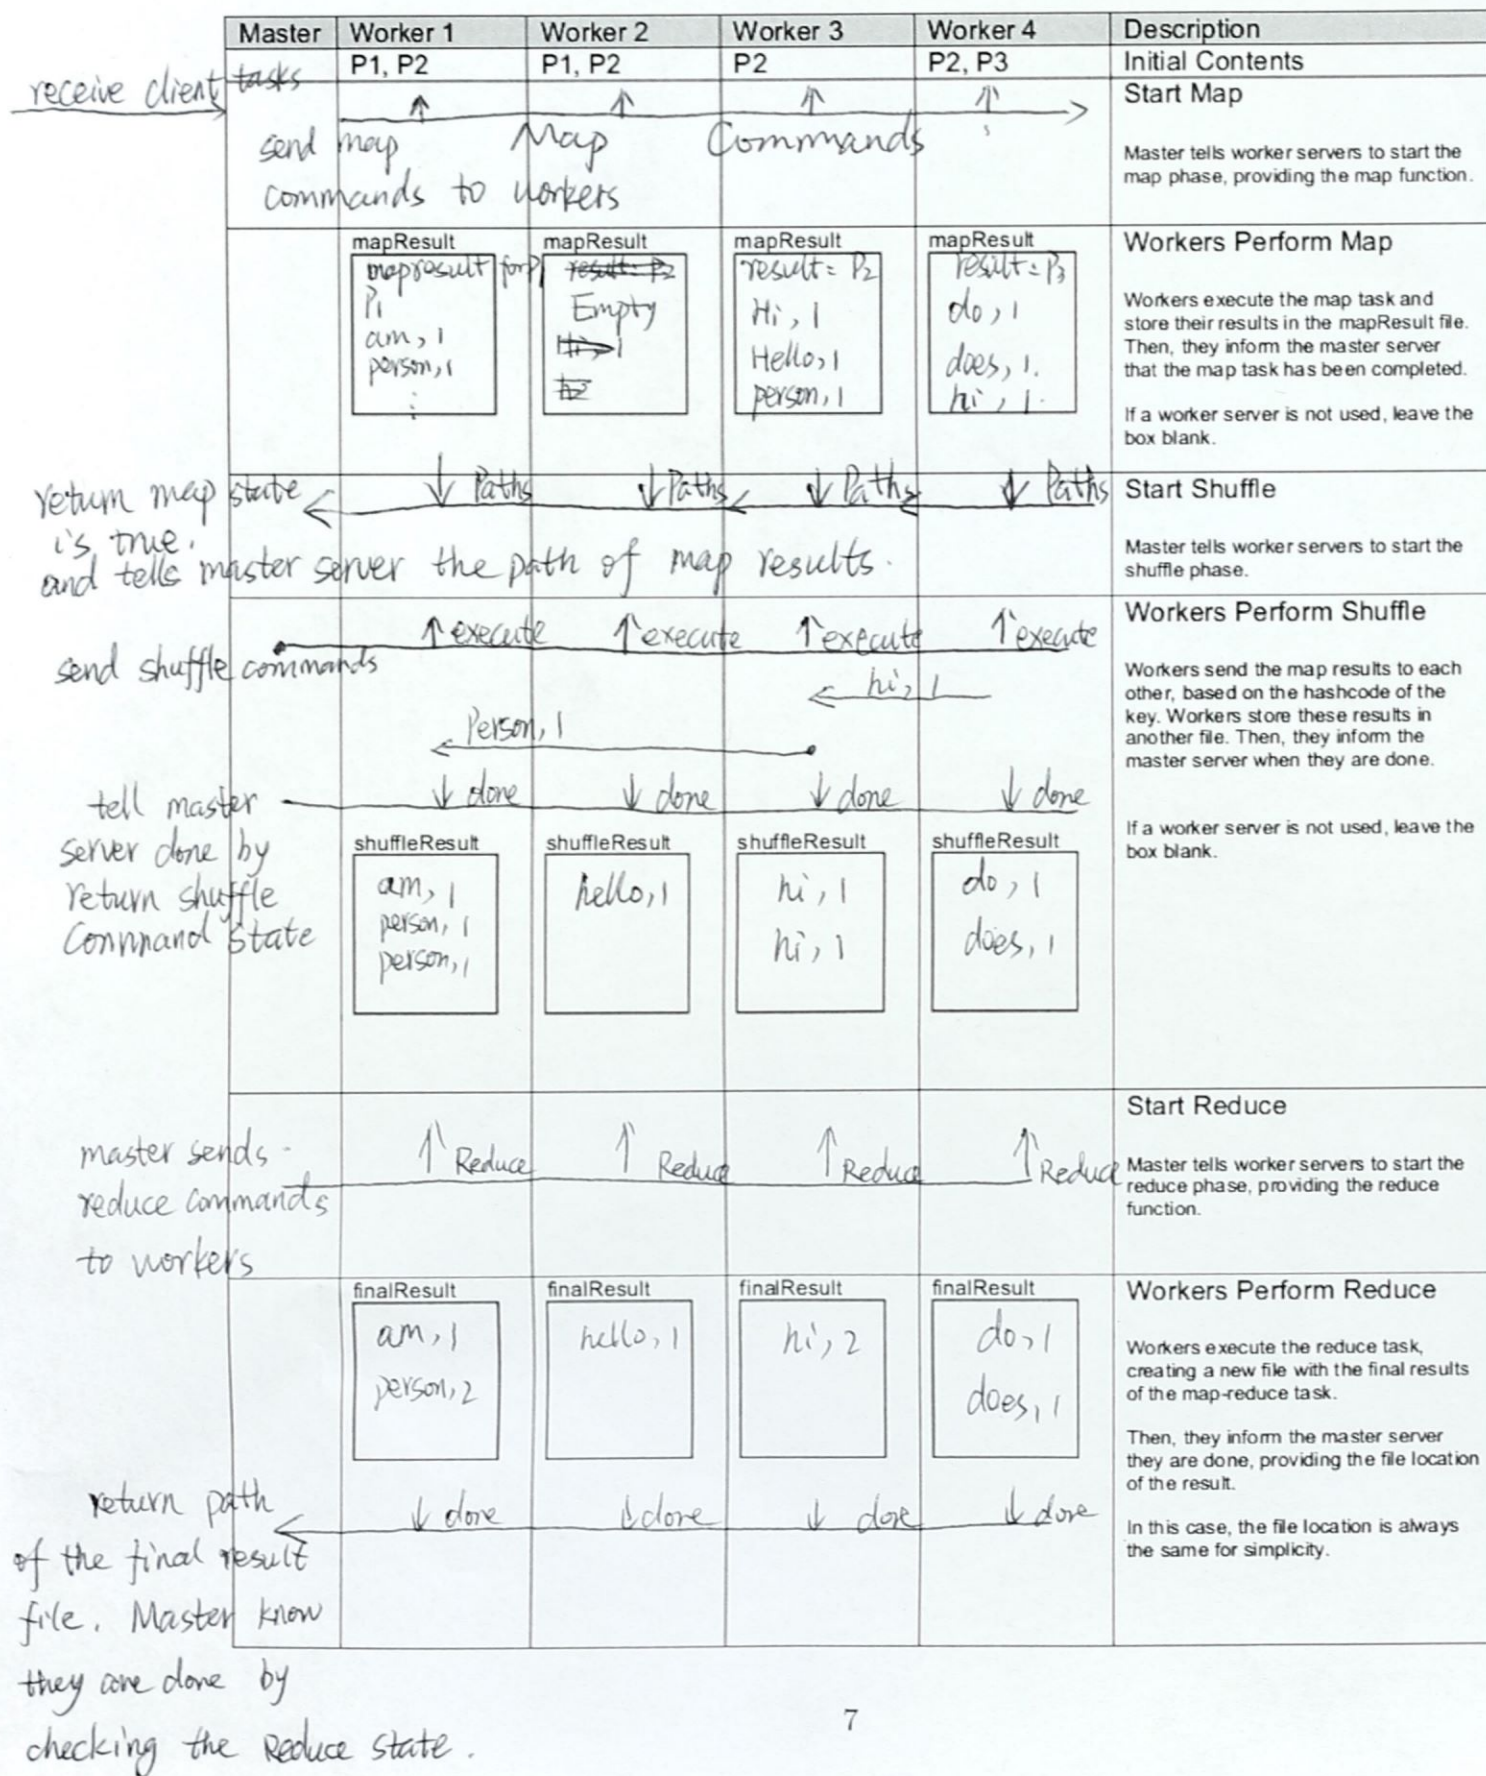 Master Worker 1 Worker 2 Worker 3 Worker 4 Description
P1, P2 P1, P2 P2 P2, P3 Initial Contents
receive client tasks
Start Map
send map Map Commands
commands to workers
Master tells worker servers to start the
map phase, providing the map function.
mapResult
mapresult for P1
P1
am, 1
person, 1
⋮
mapResult
Empty
mapResult
result = P2
Hi, 1
Hello, 1
person, 1
mapResult
result = P3
do, 1
does, 1.
hi, 1.
Workers Perform Map
Workers execute the map task and
store their results in the mapResult file.
Then, they inform the master server
that the map task has been completed.
If a worker server is not used, leave the
box blank.
return map state
is true.
and tells master server the path of map results.
↓ Paths ↓ Paths ↓ Paths ↓ Paths
Start Shuffle
Master tells worker servers to start the
shuffle phase.
send shuffle commands
↑ execute ↑ execute ↑ execute ↑ execute
hi, 1
Person, 1
Workers Perform Shuffle
Workers send the map results to each
other, based on the hashcode of the
key. Workers store these results in
another file. Then, they inform the
master server when they are done.
If a worker server is not used, leave the
box blank.
tell master
server done by
return shuffle
Command state
↓ done ↓ done ↓ done ↓ done
shuffleResult
am, 1
person, 1
person, 1
shuffleResult
hello, 1
shuffleResult
hi, 1
hi, 1
shuffleResult
do, 1
does, 1
master sends
reduce commands
to workers
↑ Reduce ↑ Reduce ↑ Reduce ↑ Reduce
Start Reduce
Master tells worker servers to start the
reduce phase, providing the reduce
function.
finalResult
am, 1
person, 2
finalResult
hello, 1
finalResult
hi, 2
finalResult
do, 1
does, 1
Workers Perform Reduce
Workers execute the reduce task,
creating a new file with the final results
of the map-reduce task.
Then, they inform the master server
they are done, providing the file location
of the result.
In this case, the file location is always
the same for simplicity.
↓ done ↓ done ↓ done ↓ done
return path
of the final result
file. Master know
they are done by
checking the Reduce state.
7